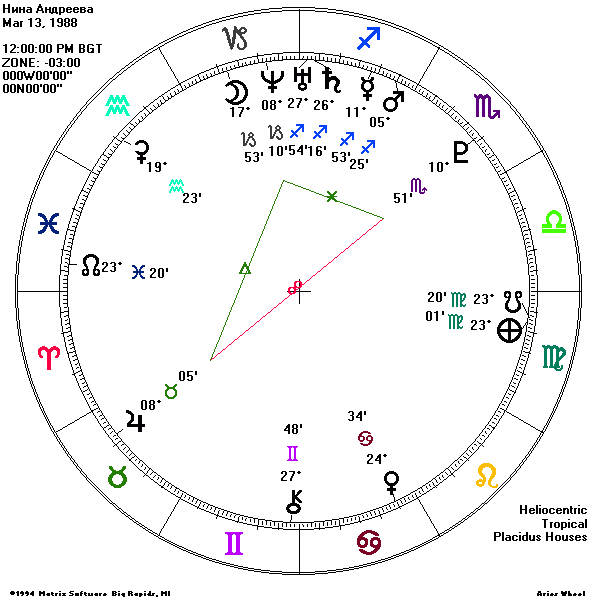 Нина Андреева
Mar 13, 1988
12:00:00 PM BGT
ZONE: -03:00
000W00'00"
00N00'00"
17°
08°
27°
26°
11°
05°
53'
10'
54'
16'
53'
25'
19°
23'
10°
51'
23°
20'
20'
23°
01'
23°
05'
08°
48'
27°
34'
24°
Heliocentric
Tropical
Placidus Houses
©1994 Matrix Software Big Rapids, MI
Aries Wheel